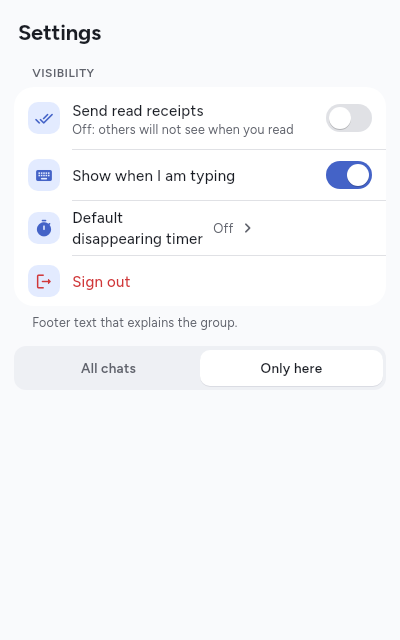 Settings
VISIBILITY
Send read receipts
Off: others will not see when you read
Show when I am typing
Default
disappearing timer
Off
Sign out
Footer text that explains the group.
All chats
Only here